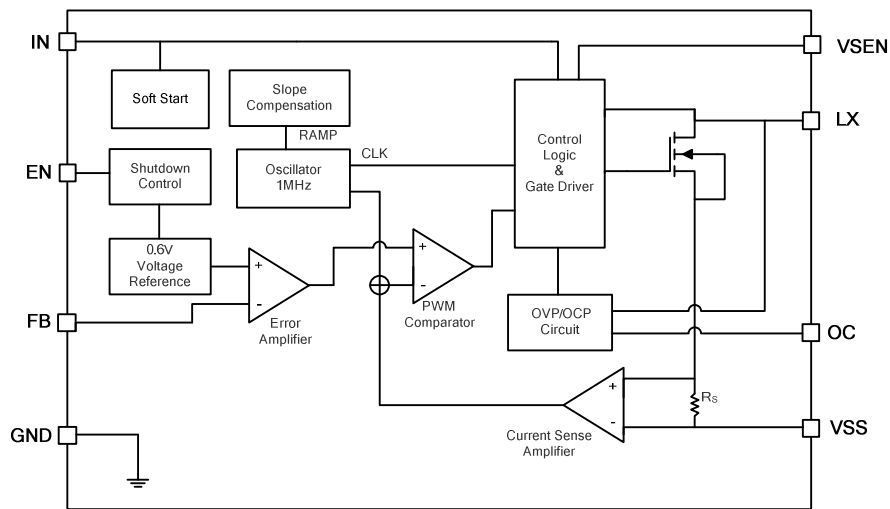 IN
VSEN
Soft Start
Slope
Compensation
RAMP
LX
Control
Logic
&
Gate Driver
CLK
EN
Shutdown
Control
Oscillator
1MHz
0.6V
Voltage
Reference
+
-
Error
Amplifier
+
-
PWM
Comparator
OVP/OCP
Circuit
FB
OC
+
-
Current Sense
Amplifier
RS
GND
VSS